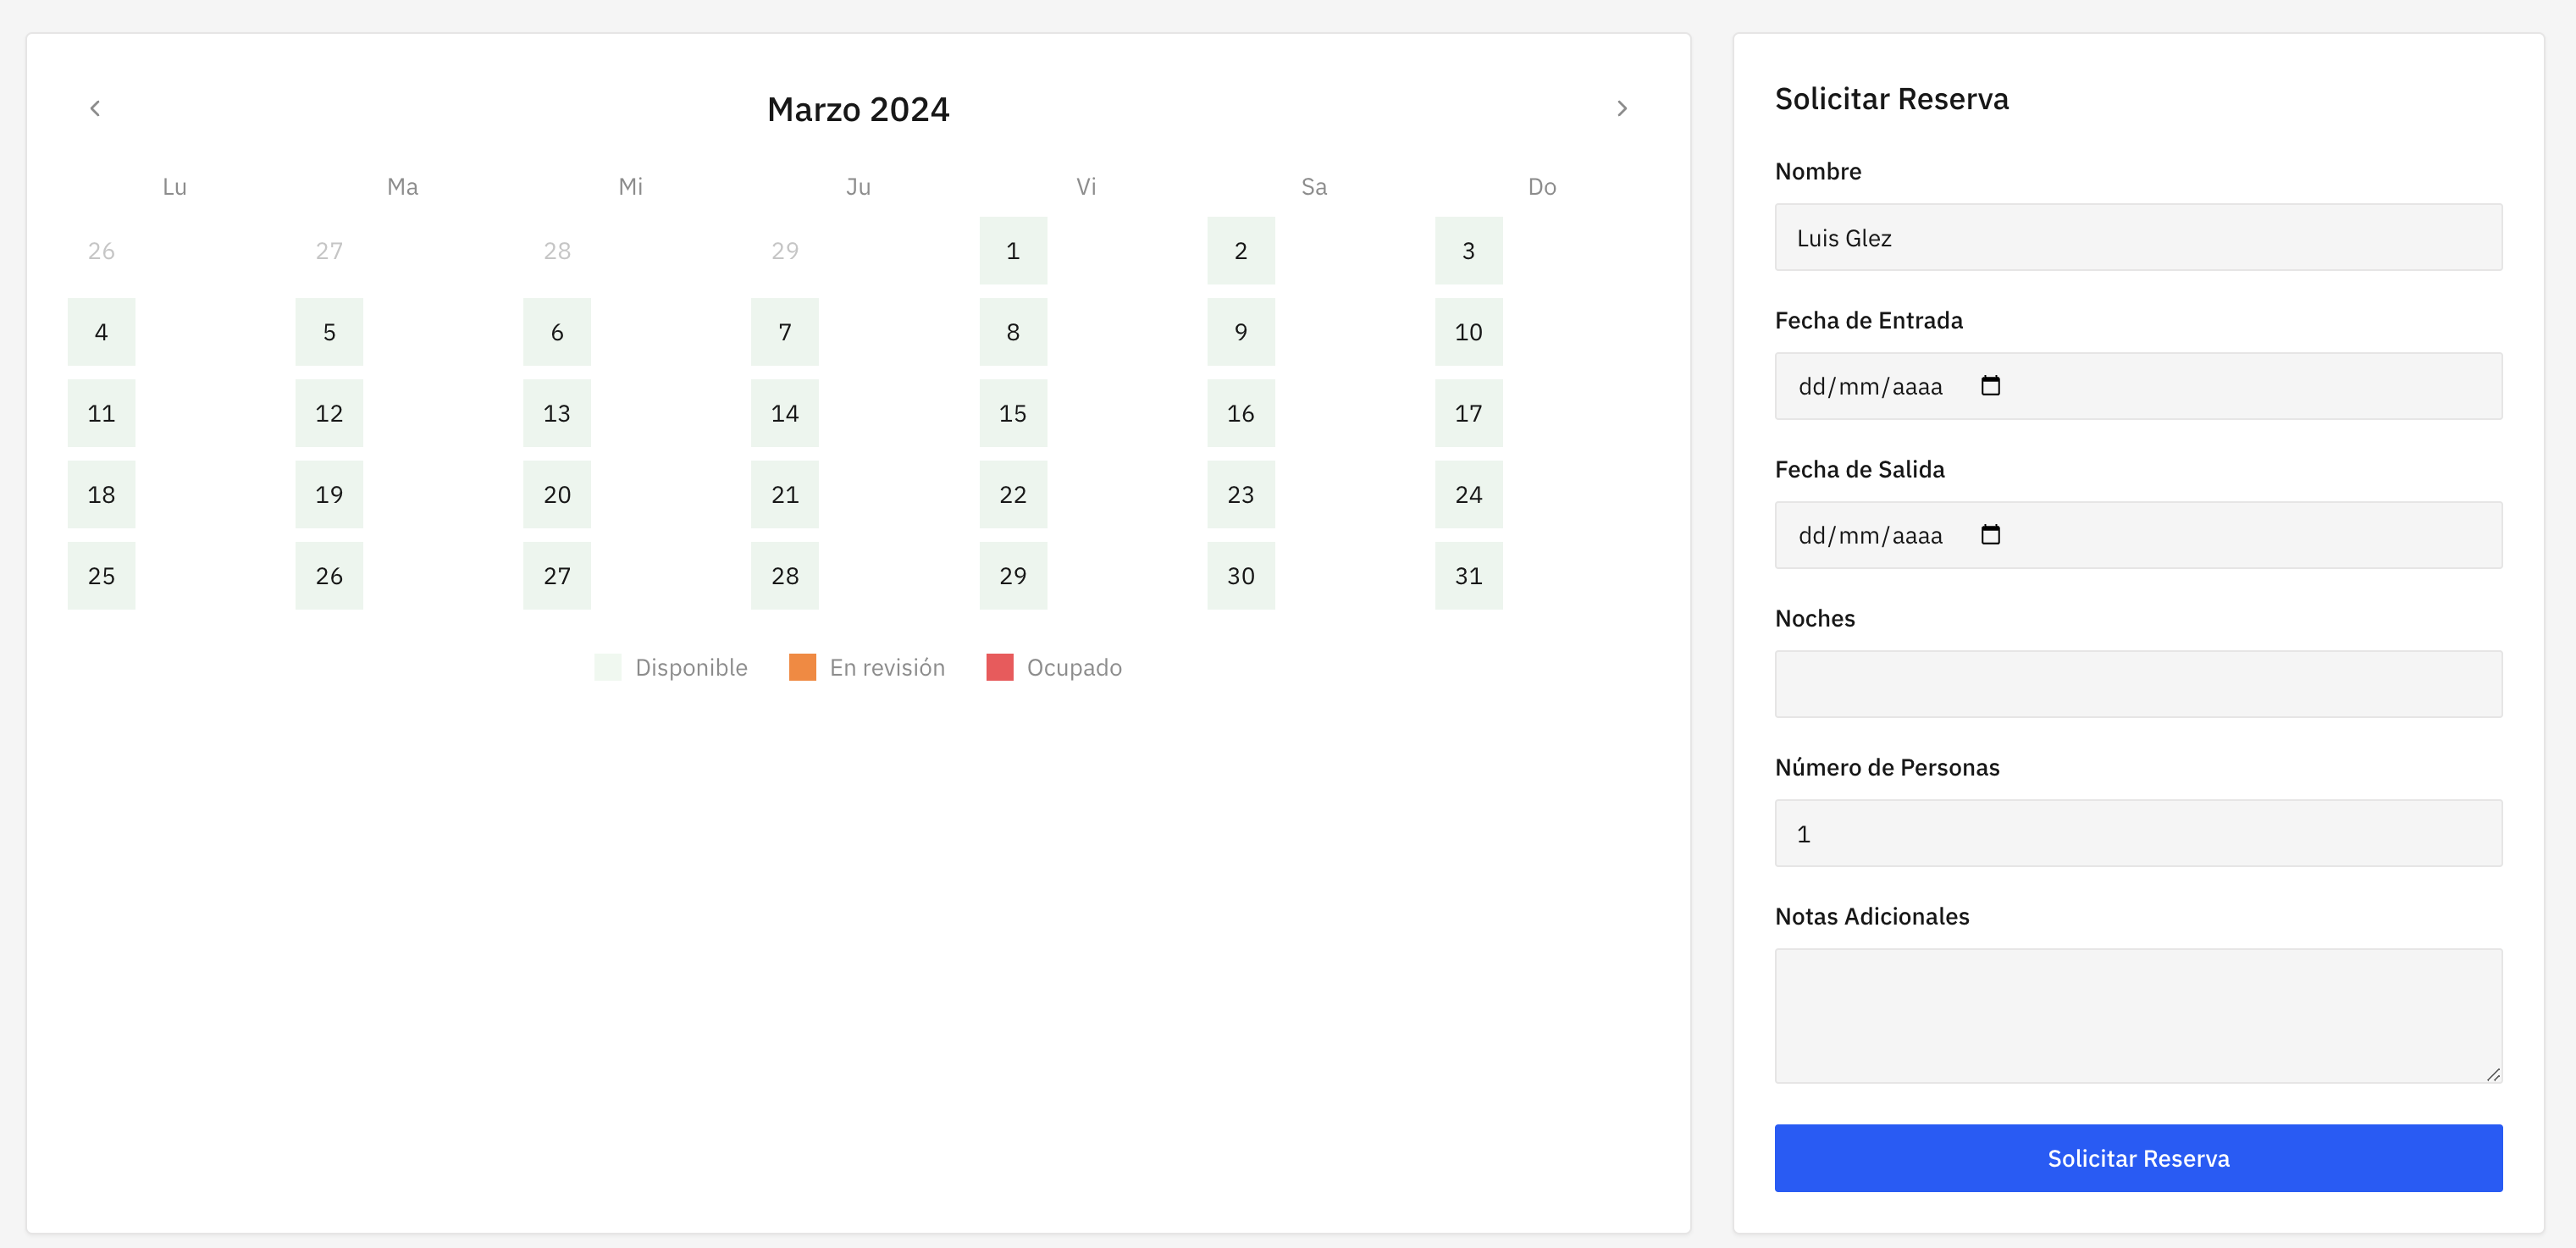 Marzo 2024
Lu Ma Mi Ju Vi Sa Do
26 27 28 29 1 2 3
4 5 6 7 8 9 10
11 12 13 14 15 16 17
18 19 20 21 22 23 24
25 26 27 28 29 30 31
Disponible En revisión Ocupado
Solicitar Reserva
Nombre
Luis Glez
Fecha de Entrada
dd/mm/aaaa
Fecha de Salida
dd/mm/aaaa
Noches
Número de Personas
1
Notas Adicionales
Solicitar Reserva